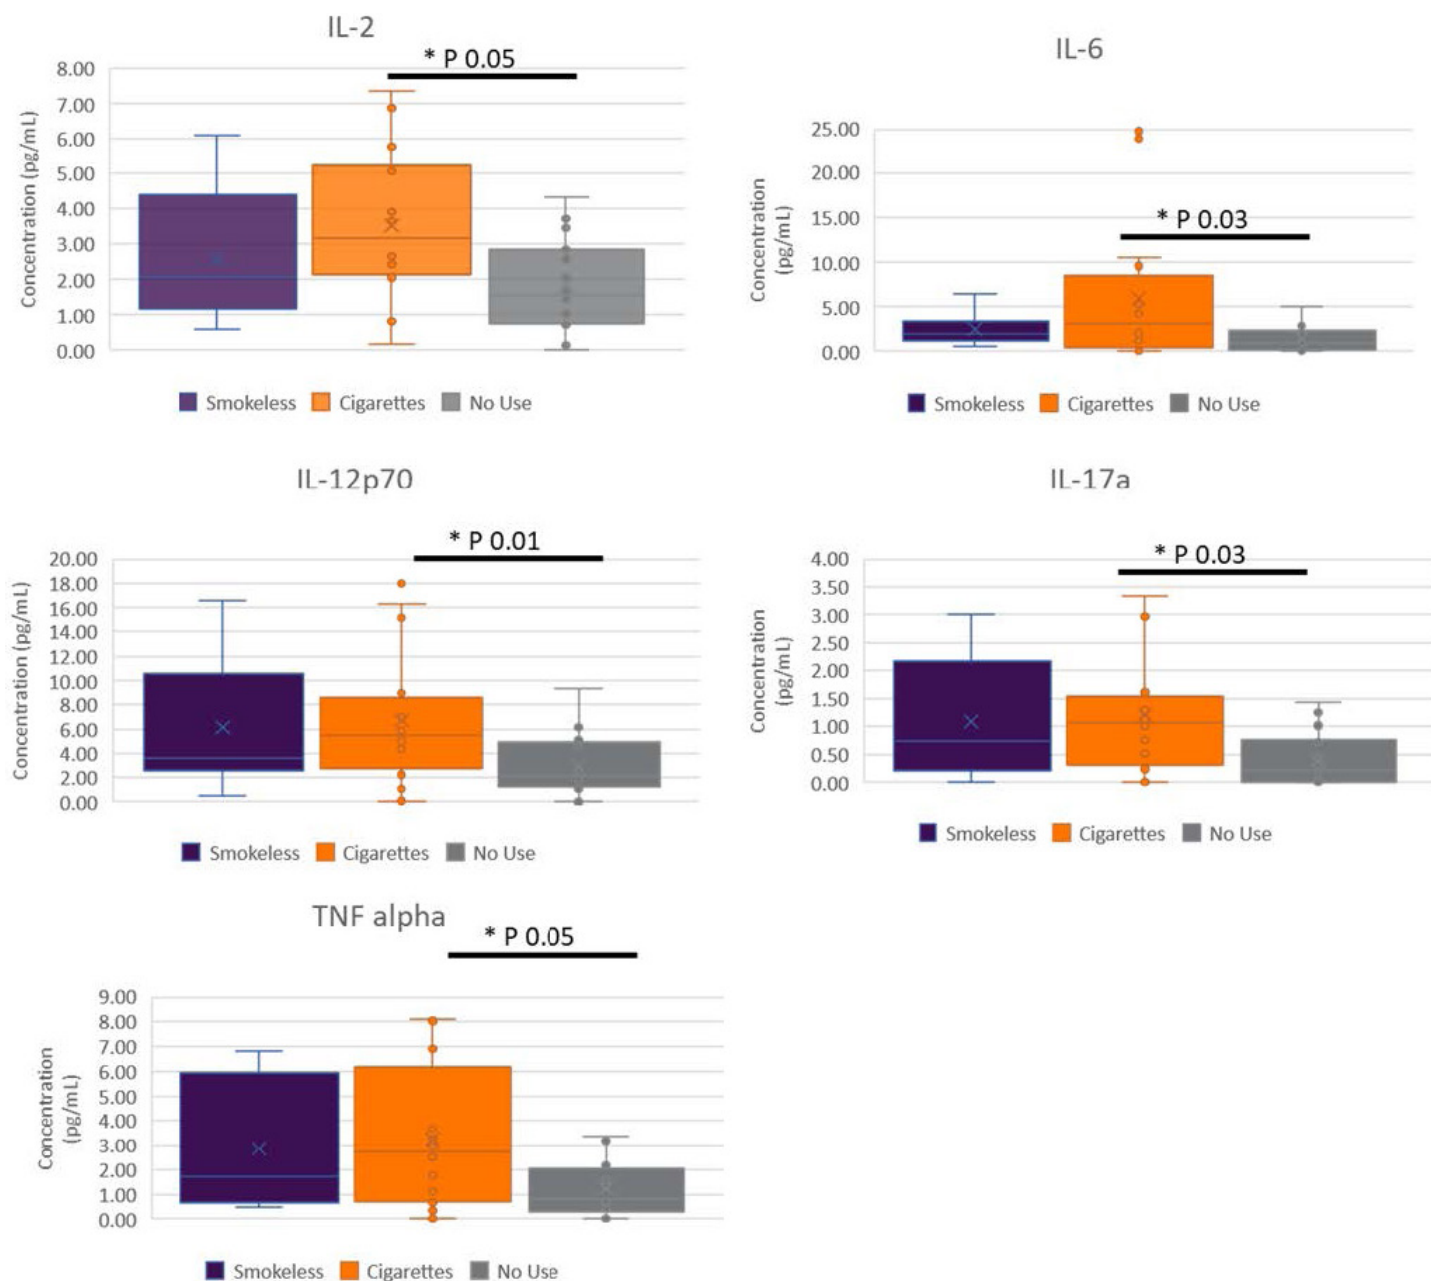 IL-2
* P 0.05
Concentration (pg/mL)
8.00
7.00
6.00
5.00
4.00
3.00
2.00
1.00
0.00
Smokeless Cigarettes No Use
IL-6
* P 0.03
Concentration
(pg/mL)
25.00
20.00
15.00
10.00
5.00
0.00
Smokeless Cigarettes No Use
IL-12p70
* P 0.01
Concentration (pg/mL)
20.00
18.00
16.00
14.00
12.00
10.00
8.00
6.00
4.00
2.00
0.00
Smokeless Cigarettes No Use
IL-17a
* P 0.03
Concentration
(pg/mL)
4.00
3.50
3.00
2.50
2.00
1.50
1.00
0.50
0.00
Smokeless Cigarettes No Use
TNF alpha
* P 0.05
Concentration
(pg/mL)
9.00
8.00
7.00
6.00
5.00
4.00
3.00
2.00
1.00
0.00
Smokeless Cigarettes No Use